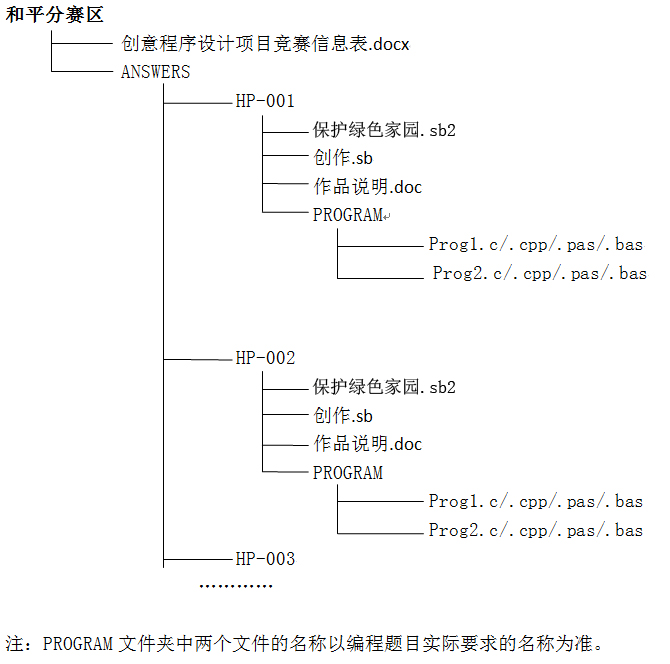 和平分赛区
创意程序设计项目竞赛信息表.docx
ANSWERS
HP-001
保护绿色家园.sb2
创作.sb
作品说明.doc
PROGRAM↵
Prog1.c/.cpp/.pas/.bas
Prog2.c/.cpp/.pas/.bas
HP-002
保护绿色家园.sb2
创作.sb
作品说明.doc
PROGRAM
Prog1.c/.cpp/.pas/.bas
Prog2.c/.cpp/.pas/.bas
HP-003
…………
注：PROGRAM 文件夹中两个文件的名称以编程题目实际要求的名称为准。